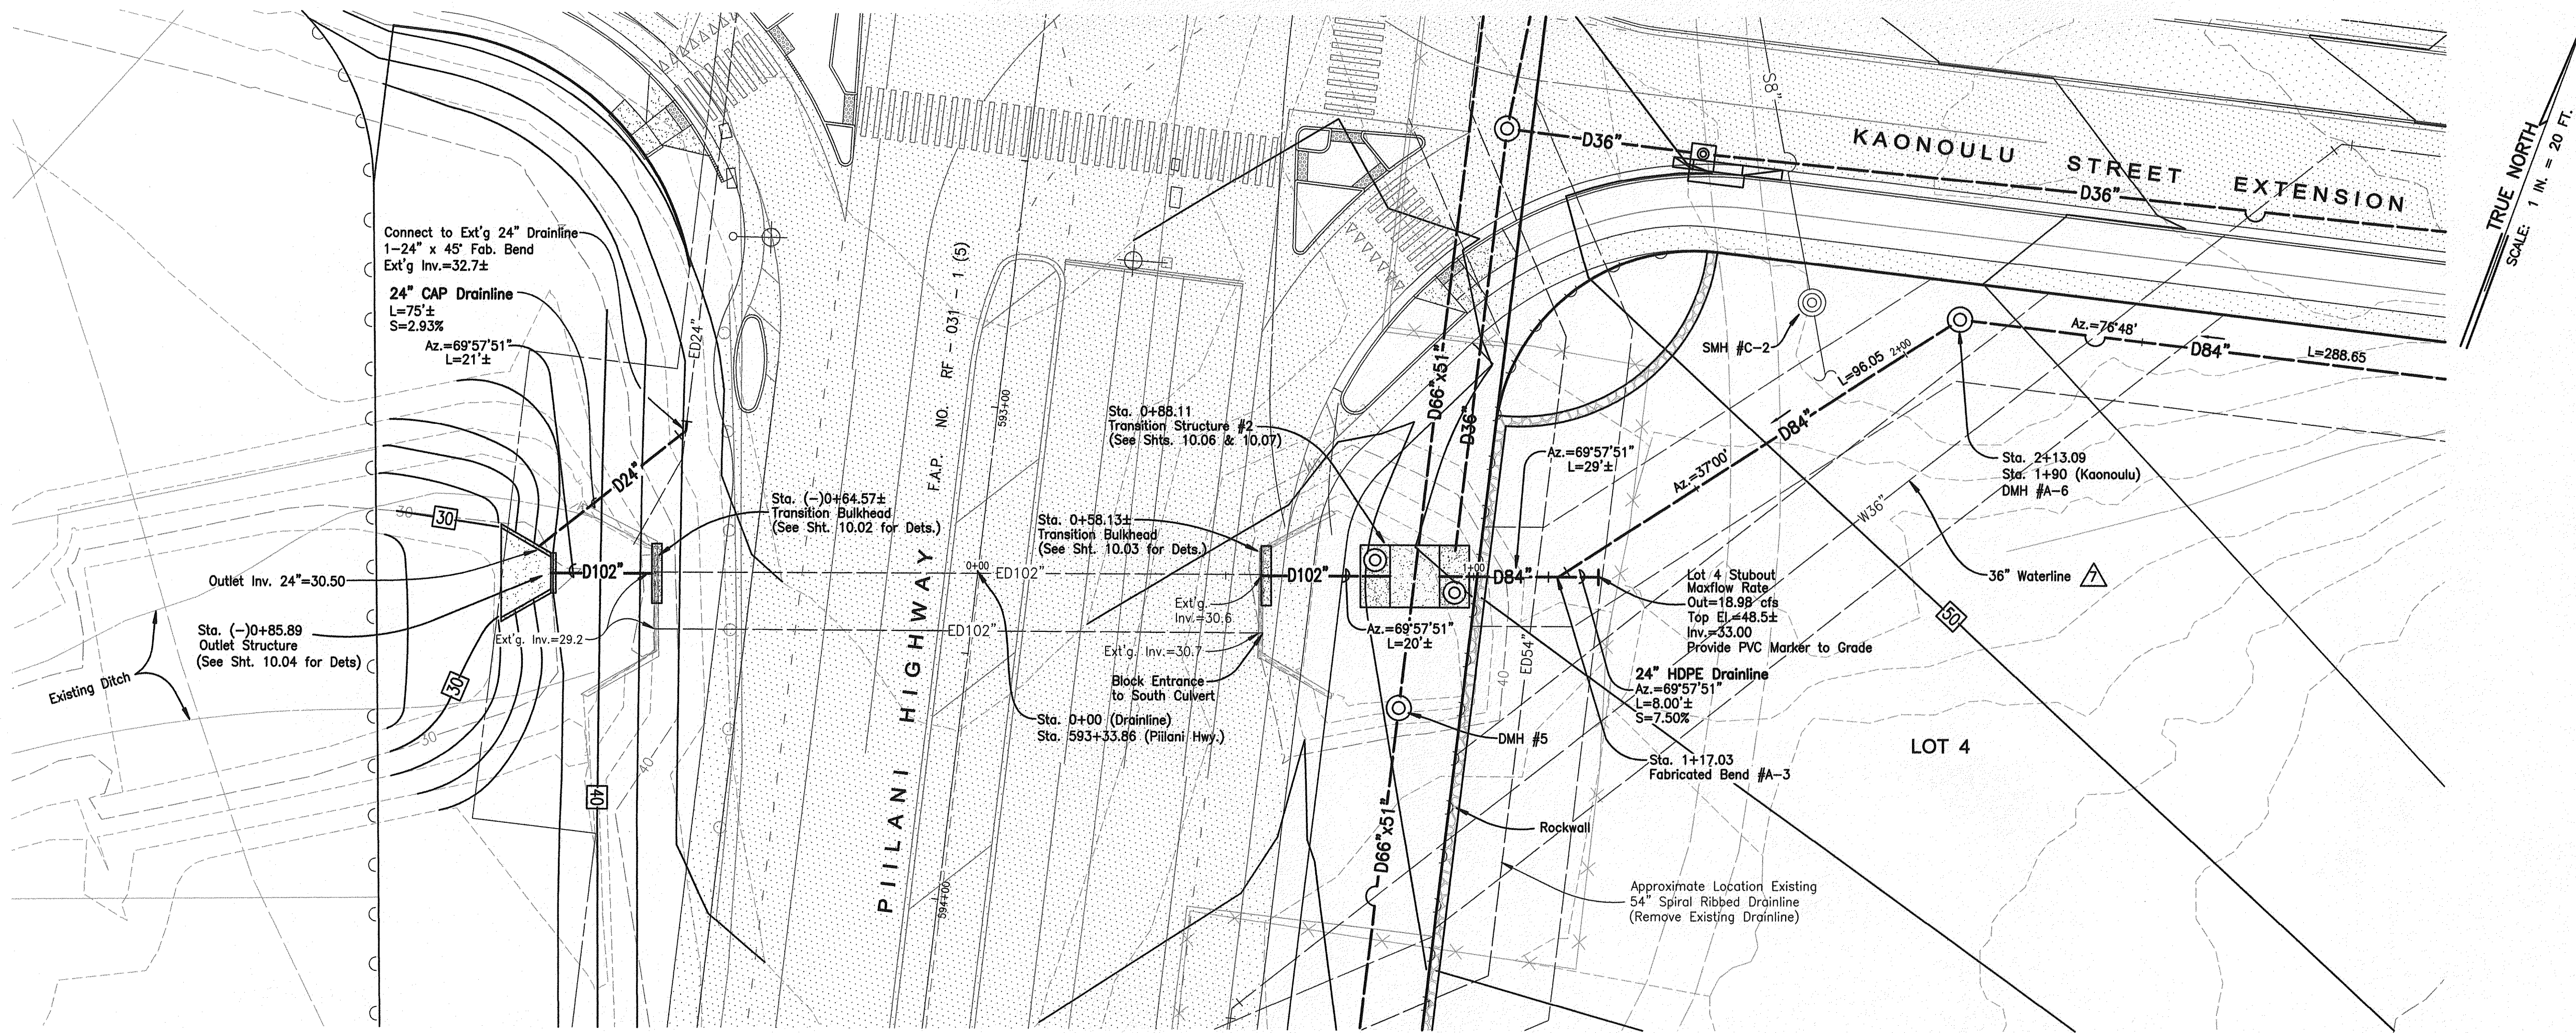 S8"
D36"
KAONOULU STREET EXTENSION
D36"
TRUE NORTH
SCALE: 1 IN. = 20 FT.
Connect to Ext'g 24" Drainline
1-24" x 45° Fab. Bend
Ext'g Inv.=32.7±
24" CAP Drainline
L=75'±
S=2.93%
Az.=69°57'51"
L=21'±
ED24"
PIILANI HIGHWAY
F.A.P. NO. RF-031-1 (5)
593+00
594+00
Sta. 0+88.11
Transition Structure #2
(See Shts. 10.06 & 10.07)
D66"x51"
D36"
SMH #C-2
L=96.05
2+00
Az.=76°48'
D84"
L=288.65
D84"
Az.=37°00'
Az.=69°57'51"
L=29'±
Sta. 2+13.09
Sta. 1+90 (Kaonoulu)
DMH #A-6
W36"
36" Waterline
7
D24"
30
30
Sta. (-)0+64.57±
Transition Bulkhead
(See Sht. 10.02 for Dets.)
Sta. 0+58.13±
Transition Bulkhead
(See Sht. 10.03 for Dets.)
Outlet Inv. 24"=30.50
D102"
0+00
ED102"
D102"
1+00
D84"
Lot 4 Stubout
Maxflow Rate
Out=18.98 cfs
Top El.=48.5±
Inv.=33.00
Provide PVC Marker to Grade
Sta. (-)0+85.89
Outlet Structure
(See Sht. 10.04 for Dets)
Ext'g. Inv.=29.2
ED102"
Ext'g.
Inv.=30.6
Ext'g. Inv.=30.7
Az.=69°57'51"
L=20'±
ED54"
40
50
Existing Ditch
30
30
40
40
Block Entrance
to South Culvert
Sta. 0+00 (Drainline)
Sta. 593+33.86 (Piilani Hwy.)
24" HDPE Drainline
Az.=69°57'51"
L=8.00'±
S=7.50%
DMH #5
Sta. 1+17.03
Fabricated Bend #A-3
LOT 4
D66"x51"
Rockwall
Approximate Location Existing
54" Spiral Ribbed Drainline
(Remove Existing Drainline)